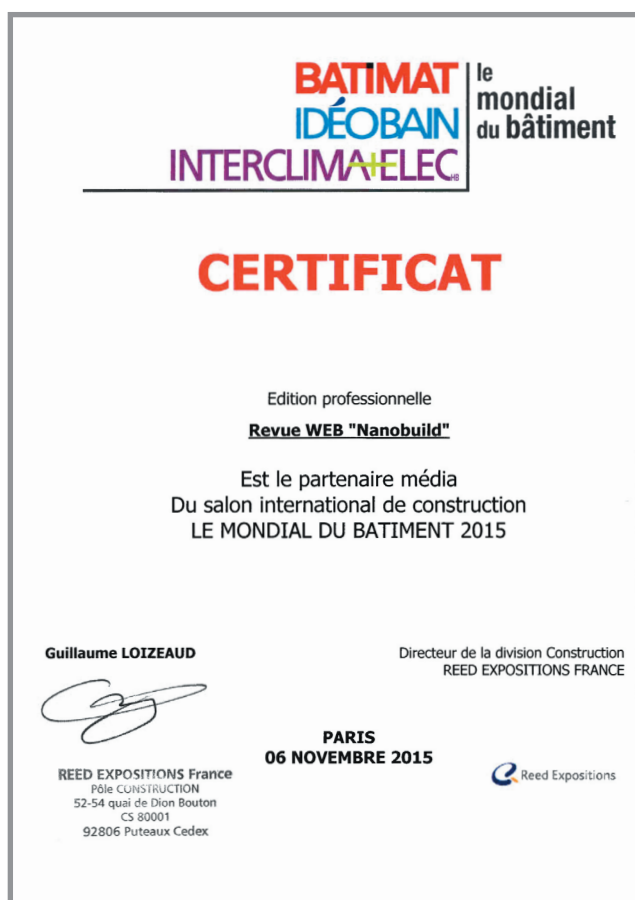 BATIMAT
IDÉOBAIN
INTERCLIMA+ELEC HB
le
mondial
du bâtiment
CERTIFICAT
Edition professionnelle
Revue WEB "Nanobuild"
Est le partenaire média
Du salon international de construction
LE MONDIAL DU BATIMENT 2015
Guillaume LOIZEAUD
Directeur de la division Construction
REED EXPOSITIONS FRANCE
PARIS
06 NOVEMBRE 2015
REED EXPOSITIONS France
Pôle CONSTRUCTION
52-54 quai de Dion Bouton
CS 80001
92806 Puteaux Cedex
Reed Expositions